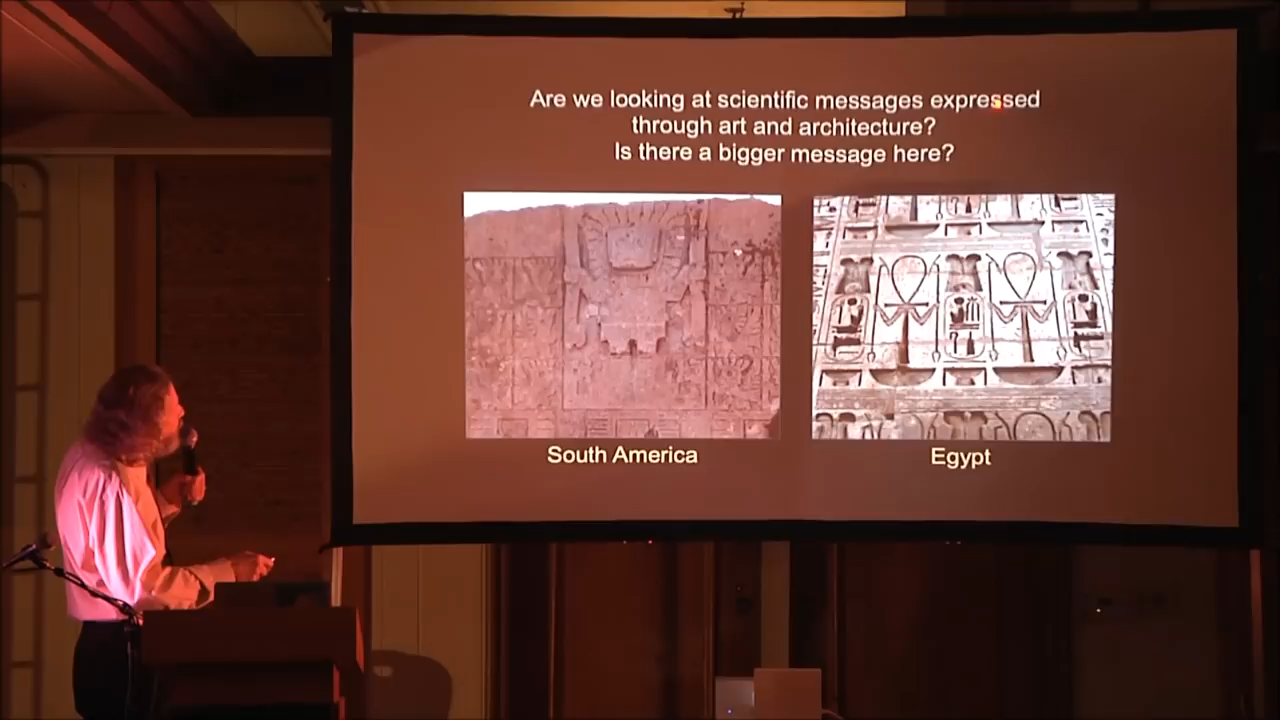 Are we looking at scientific messages expressed
through art and architecture?
Is there a bigger message here?
South America
Egypt